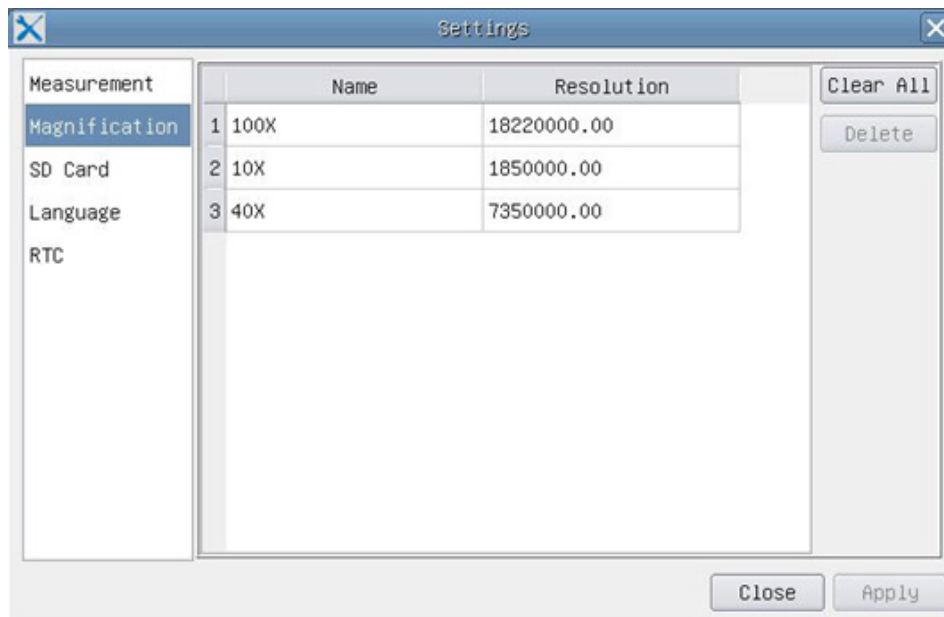 Settings
Measurement
Magnification
SD Card
Language
RTC
Name Resolution
1 100X 18220000.00
2 10X 1850000.00
3 40X 7350000.00
Clear All
Delete
Close Apply